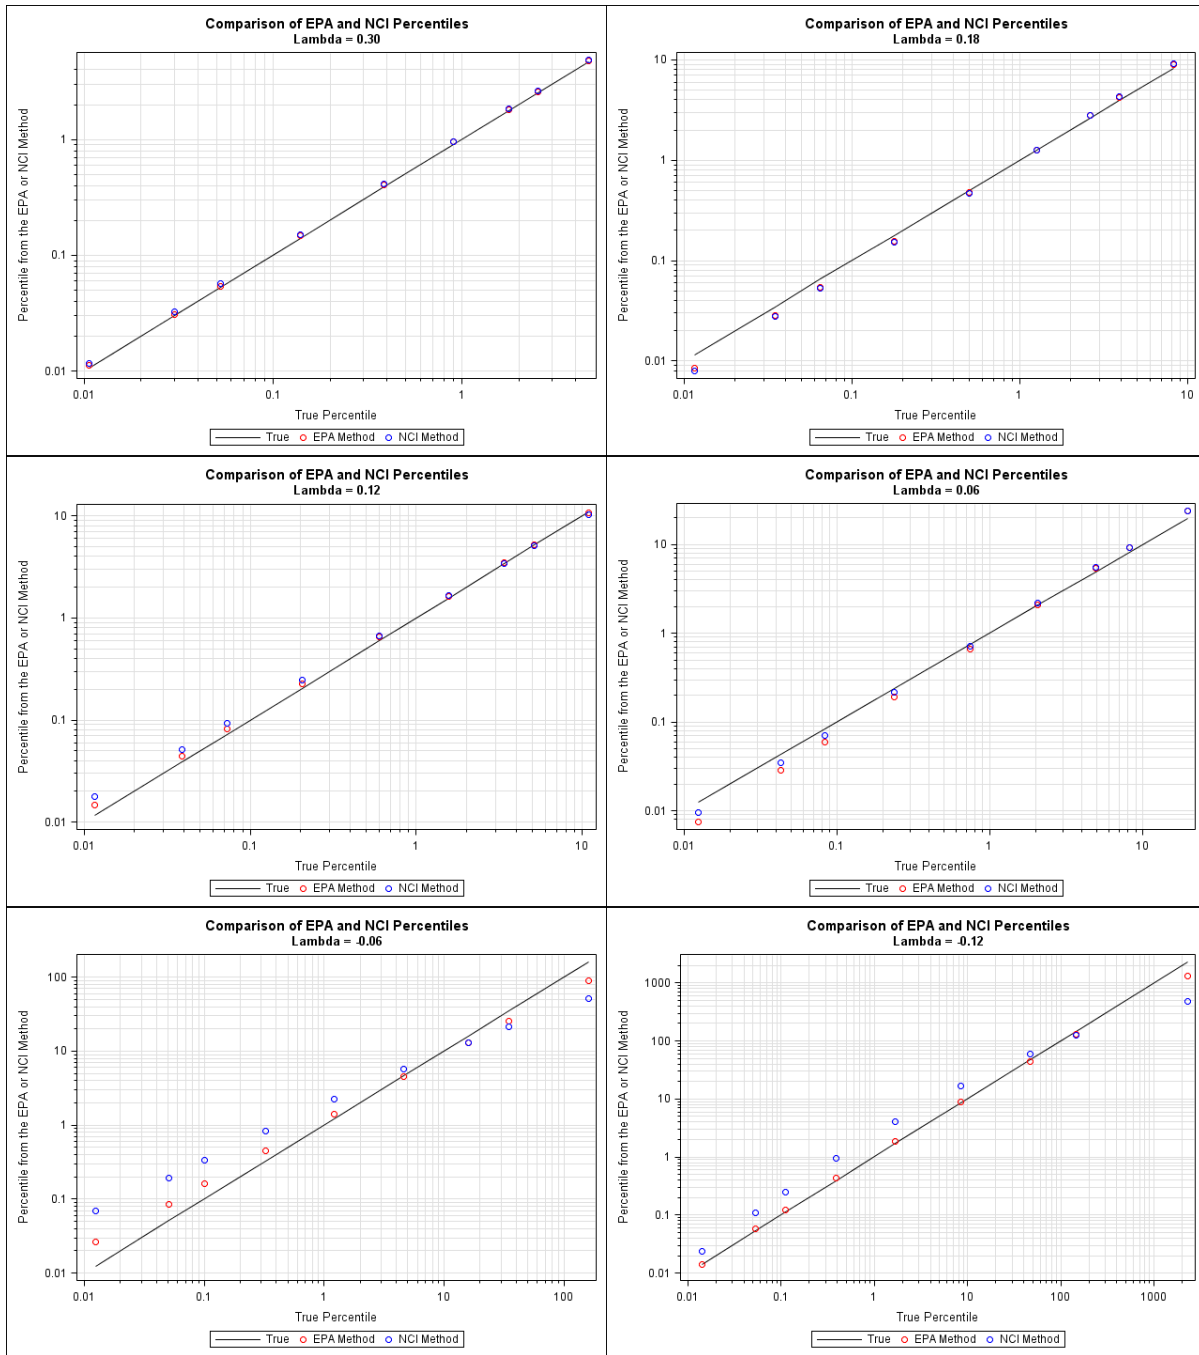 Comparison of EPA and NCI Percentiles
Lambda = 0.30
Percentile from the EPA or NCI Method
1
0.1
0.01
0.01 0.1 1
True Percentile
True EPA Method NCI Method
Comparison of EPA and NCI Percentiles
Lambda = 0.18
Percentile from the EPA or NCI Method
10
1
0.1
0.01
0.01 0.1 1 10
True Percentile
True EPA Method NCI Method
Comparison of EPA and NCI Percentiles
Lambda = 0.12
Percentile from the EPA or NCI Method
10
1
0.1
0.01
0.01 0.1 1 10
True Percentile
True EPA Method NCI Method
Comparison of EPA and NCI Percentiles
Lambda = 0.06
Percentile from the EPA or NCI Method
10
1
0.1
0.01
0.01 0.1 1 10
True Percentile
True EPA Method NCI Method
Comparison of EPA and NCI Percentiles
Lambda = -0.06
Percentile from the EPA or NCI Method
100
10
1
0.1
0.01
0.01 0.1 1 10 100
True Percentile
True EPA Method NCI Method
Comparison of EPA and NCI Percentiles
Lambda = -0.12
Percentile from the EPA or NCI Method
1000
100
10
1
0.1
0.01
0.01 0.1 1 10 100 1000
True Percentile
True EPA Method NCI Method